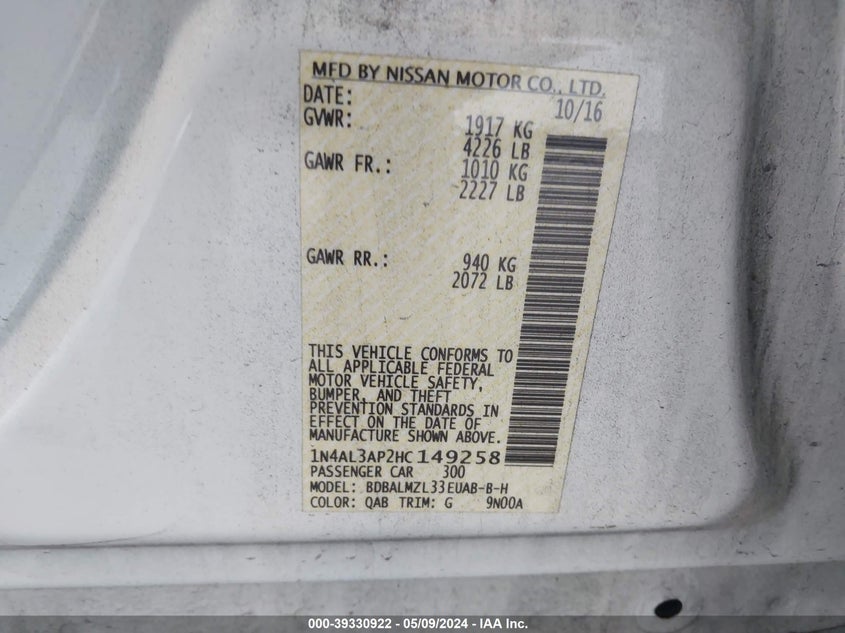 MFD BY NISSAN MOTOR CO., LTD.
DATE: 10/16
GVWR: 1917 KG
4226 LB
GAWR FR.: 1010 KG
2227 LB
GAWR RR.: 940 KG
2072 LB
THIS VEHICLE CONFORMS TO
ALL APPLICABLE FEDERAL
MOTOR VEHICLE SAFETY,
BUMPER, AND THEFT
PREVENTION STANDARDS IN
EFFECT ON THE DATE OF
MANUFACTURE SHOWN ABOVE.
1N4AL3AP2HC149258
PASSENGER CAR 300
MODEL: BDBALMZL33EUAB-B-H
COLOR: QAB TRIM: G 9N00A
000-39330922 - 05/09/2024 - IAA Inc.